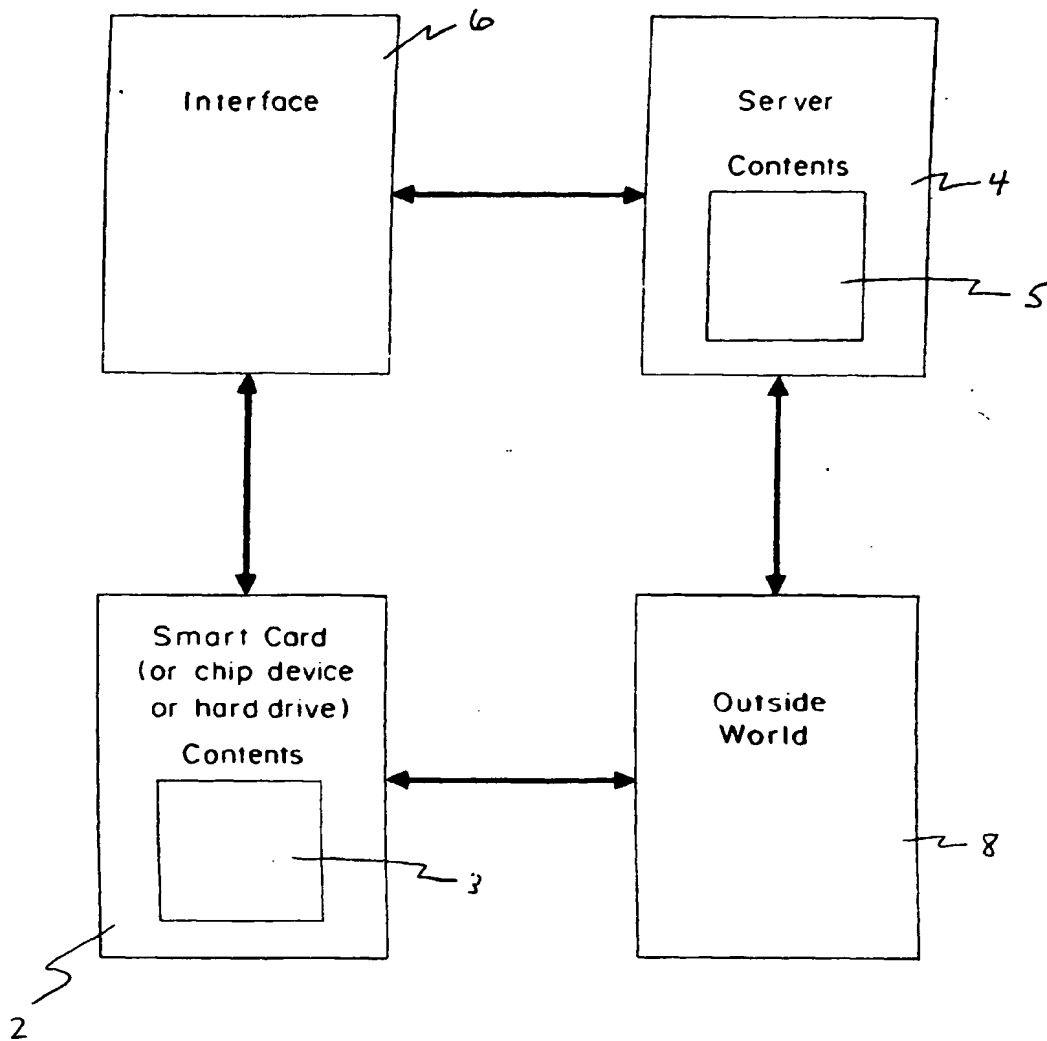 6
Interface
Server
Contents
4
5
Smart Card
(or chip device
or hard drive)
Contents
3
2
Outside
World
8